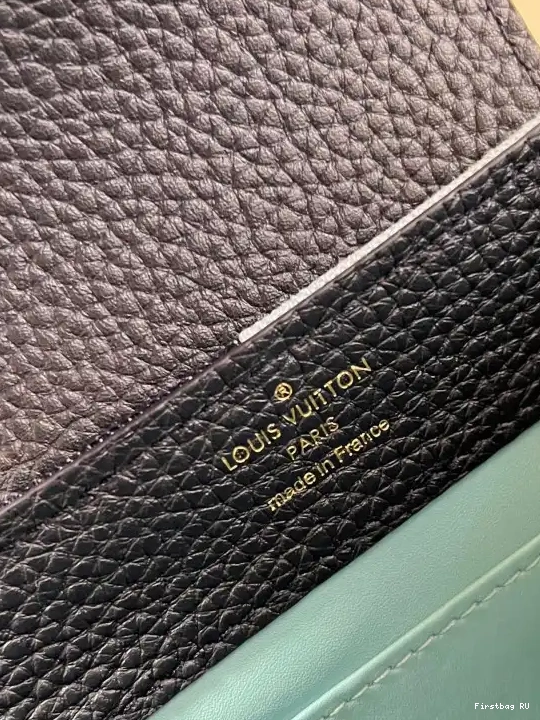 ®
LOUIS VUITTON
PARIS
made in France
Firstbag RU